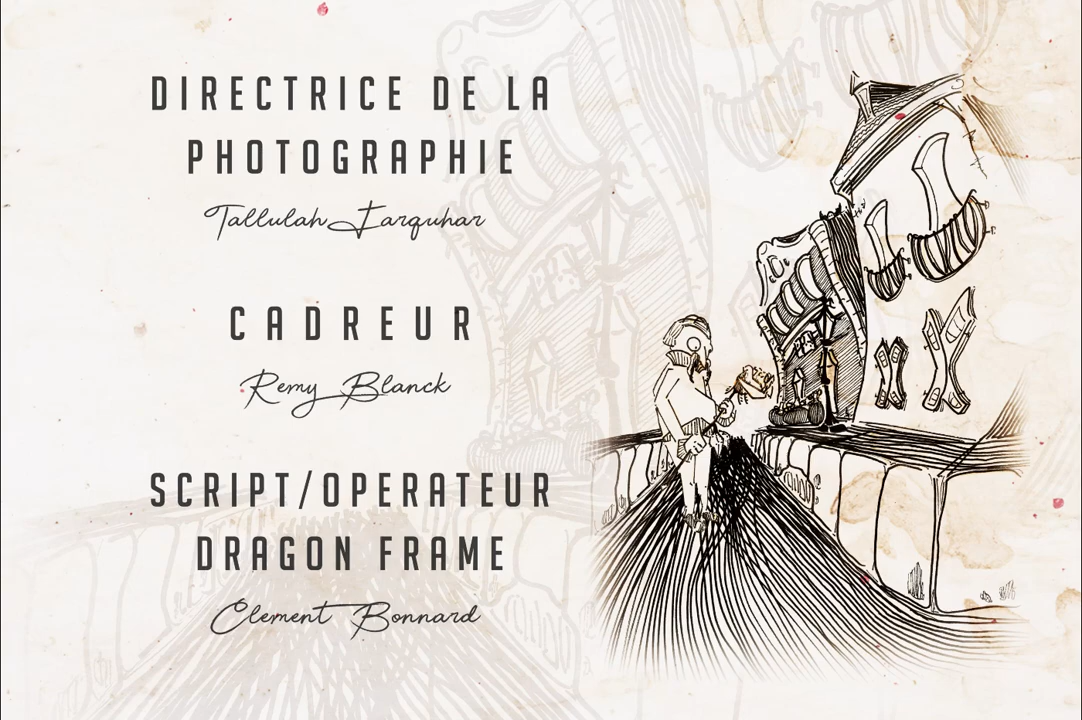 DIRECTRICE DE LA
PHOTOGRAPHIE
Tallulah Farquhar
CADREUR
Remy Blanck
SCRIPT/OPERATEUR
DRAGON FRAME
Clement Bonnard